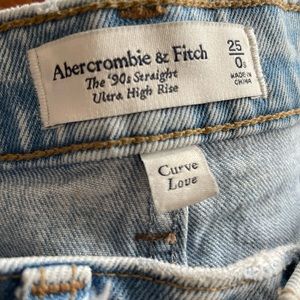 Abercrombie & Fitch
The '90s Straight
Ultra High Rise
25
0s
MADE IN
CHINA
Curve
Love